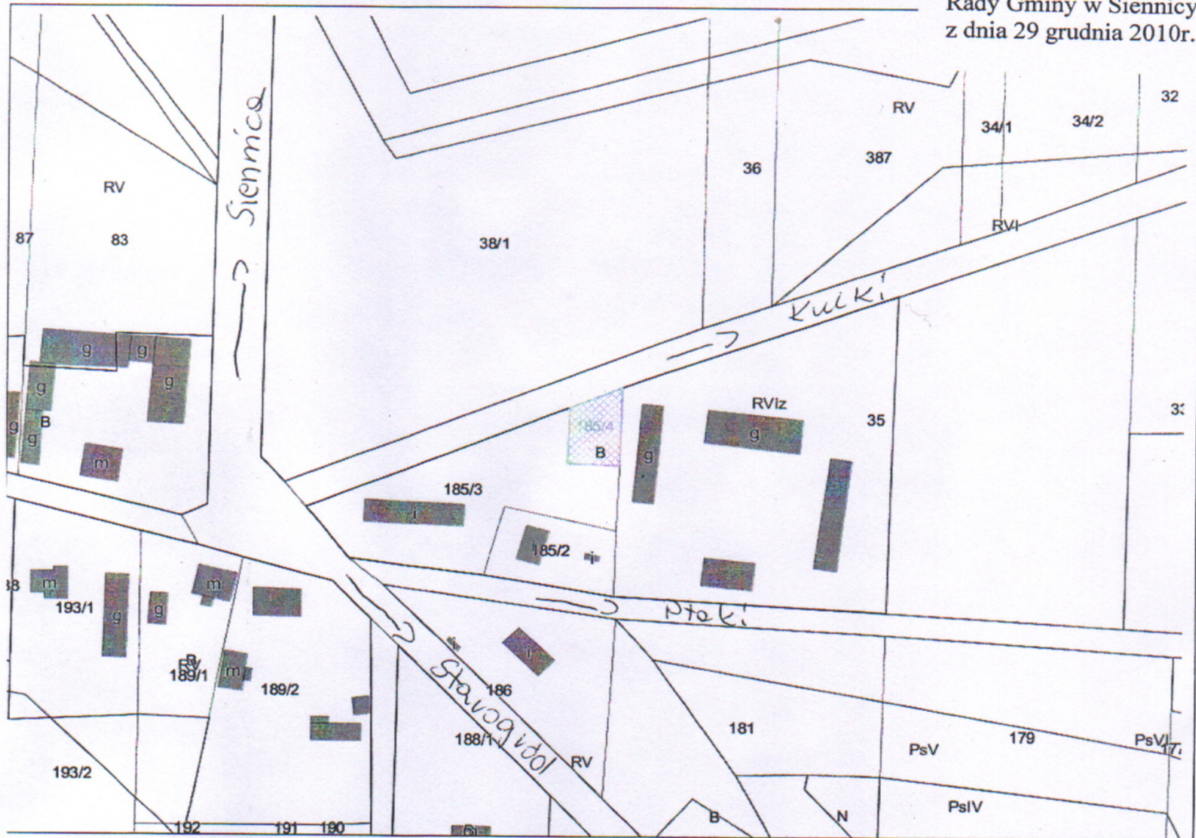 Rady Gminy w Siennicy
z dnia 29 grudnia 2010r.
32
RV
34/1
34/2
36
387
Siennica
RV
87
83
38/1
RVI
Kulki
g
g
g
g
RVIz
35
g
185/4
B
g
B
g
g
m
185/3
i
185/2
i
m
193/1
g
g
m
Ptaki
B
189/1
m
189/2
i
186
Starogród
188/1
RV
181
PsV
179
PsVI
193/2
PsIV
B
N
192
191
190